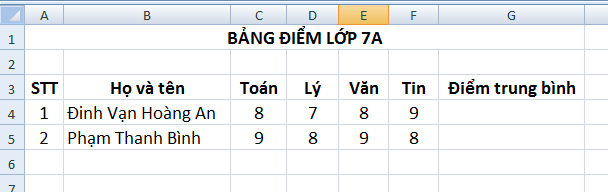 A B C D E F G
1 BẢNG ĐIỂM LỚP 7A
2
3 STT Họ và tên Toán Lý Văn Tin Điểm trung bình
4 1 Đinh Vạn Hoàng An 8 7 8 9
5 2 Phạm Thanh Bình 9 8 9 8
6
7